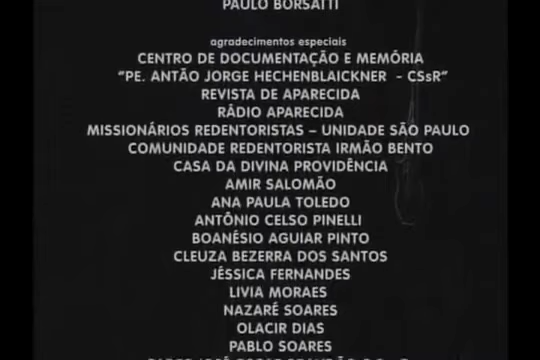 PAULO BORSATTI
agradecimentos especiais
CENTRO DE DOCUMENTAÇÃO E MEMÓRIA
"PE. ANTÃO JORGE HECHENBLAICKNER - CSsR"
REVISTA DE APARECIDA
RÁDIO APARECIDA
MISSIONÁRIOS REDENTORISTAS – UNIDADE SÃO PAULO
COMUNIDADE REDENTORISTA IRMÃO BENTO
CASA DA DIVINA PROVIDÊNCIA
AMIR SALOMÃO
ANA PAULA TOLEDO
ANTÔNIO CELSO PINELLI
BOANÉSIO AGUIAR PINTO
CLEUZA BEZERRA DOS SANTOS
JÉSSICA FERNANDES
LIVIA MORAES
NAZARÉ SOARES
OLACIR DIAS
PABLO SOARES